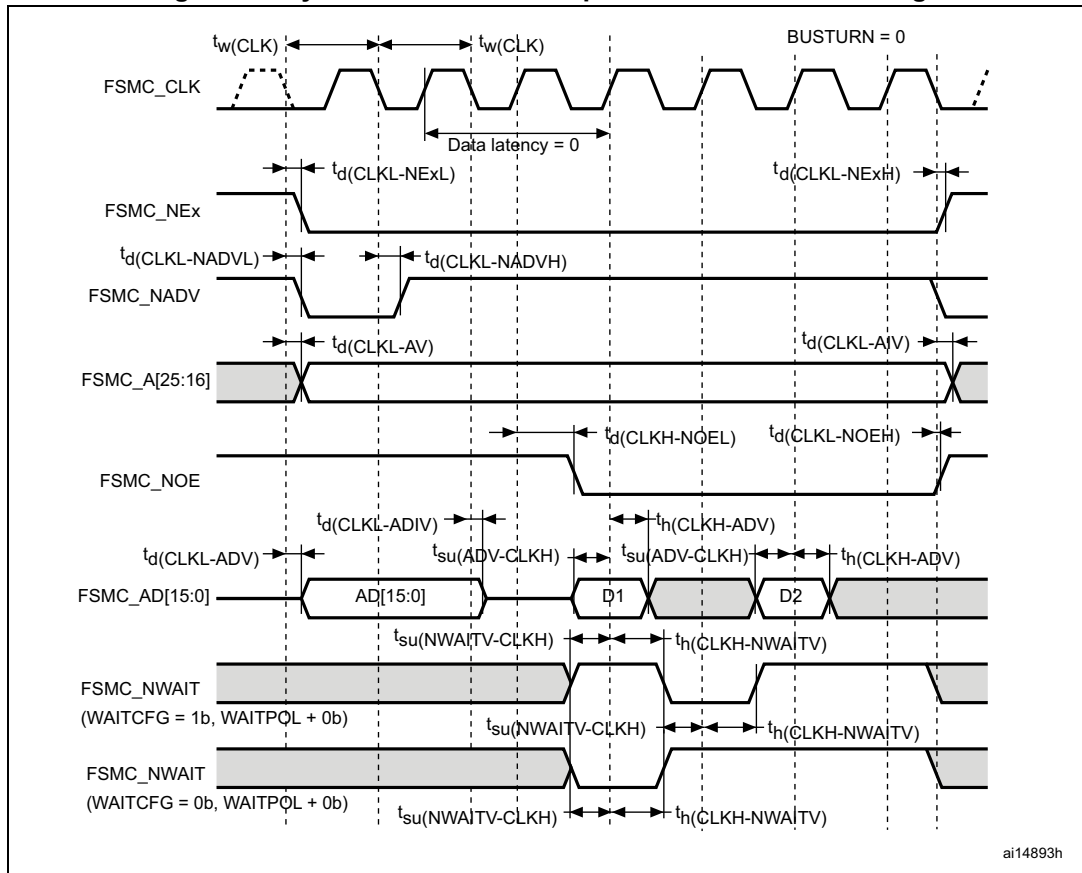 tw(CLK) tw(CLK) BUSTURN = 0
FSMC_CLK
Data latency = 0
td(CLKL-NExL) td(CLKL-NExH)
FSMC_NEx
td(CLKL-NADVL) td(CLKL-NADVH)
FSMC_NADV
td(CLKL-AV) td(CLKL-AIV)
FSMC_A[25:16]
td(CLKH-NOEL) td(CLKL-NOEH)
FSMC_NOE
td(CLKL-ADIV) th(CLKH-ADV)
td(CLKL-ADV) tsu(ADV-CLKH) tsu(ADV-CLKH) th(CLKH-ADV)
FSMC_AD[15:0] AD[15:0] D1 D2
tsu(NWAITV-CLKH) th(CLKH-NWAITV)
FSMC_NWAIT
(WAITCFG = 1b, WAITPOL + 0b)
tsu(NWAITV-CLKH) th(CLKH-NWAITV)
FSMC_NWAIT
(WAITCFG = 0b, WAITPOL + 0b)
tsu(NWAITV-CLKH) th(CLKH-NWAITV)
ai14893h